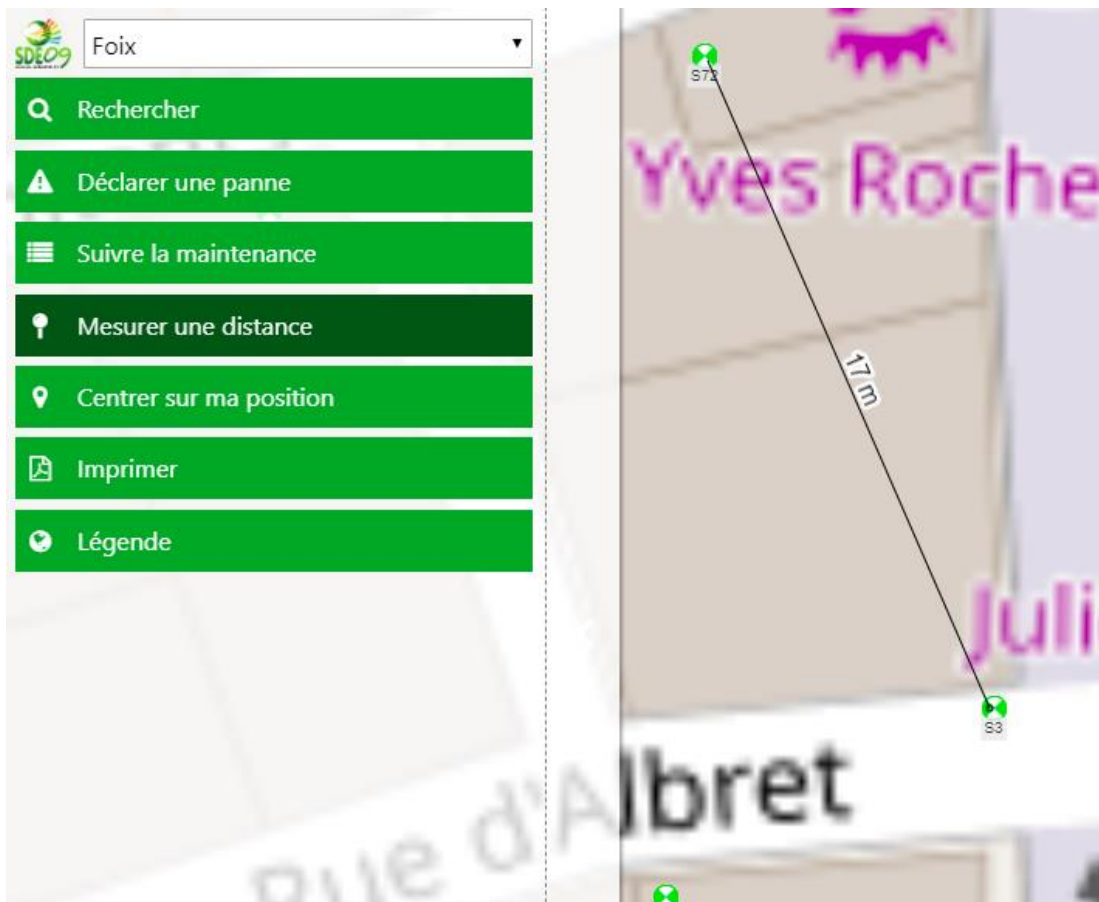 SDE09
Foix
Rechercher
Déclarer une panne
Suivre la maintenance
Mesurer une distance
Centrer sur ma position
Imprimer
Légende
S72
Yves Roche
17 m
Juli
S3
Rue d'Albret